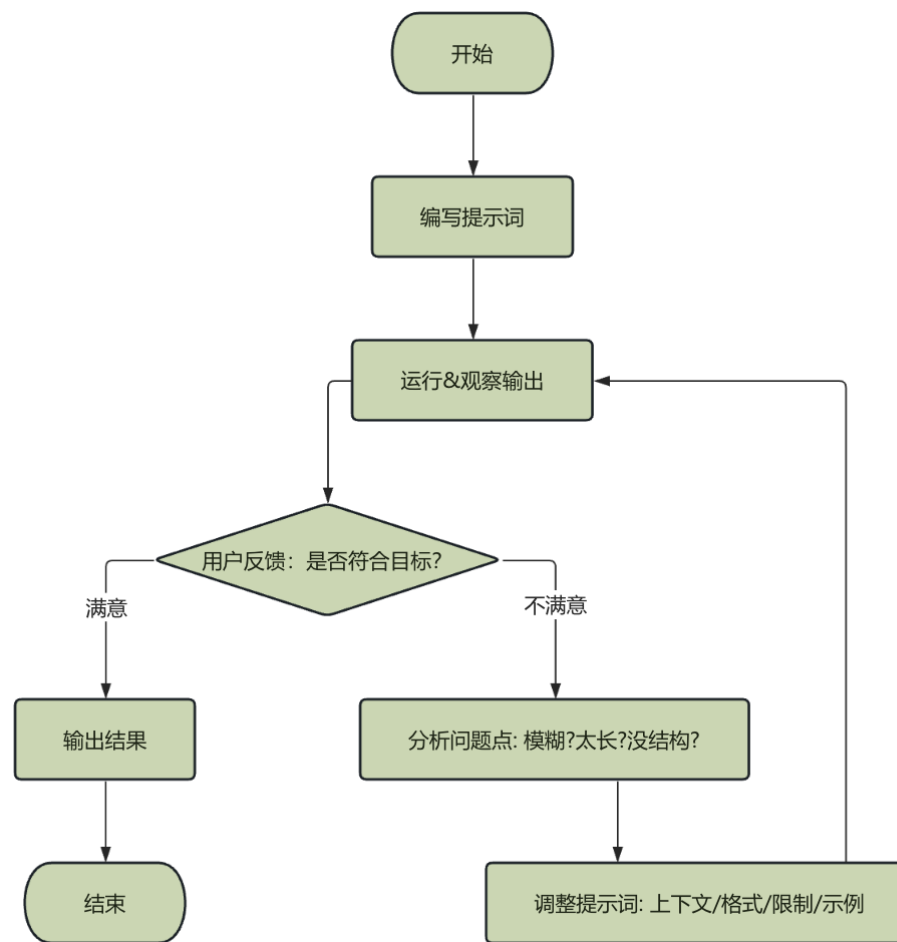 开始
编写提示词
运行&观察输出
用户反馈：是否符合目标?
满意
不满意
输出结果
分析问题点: 模糊?太长?没结构?
结束
调整提示词: 上下文/格式/限制/示例